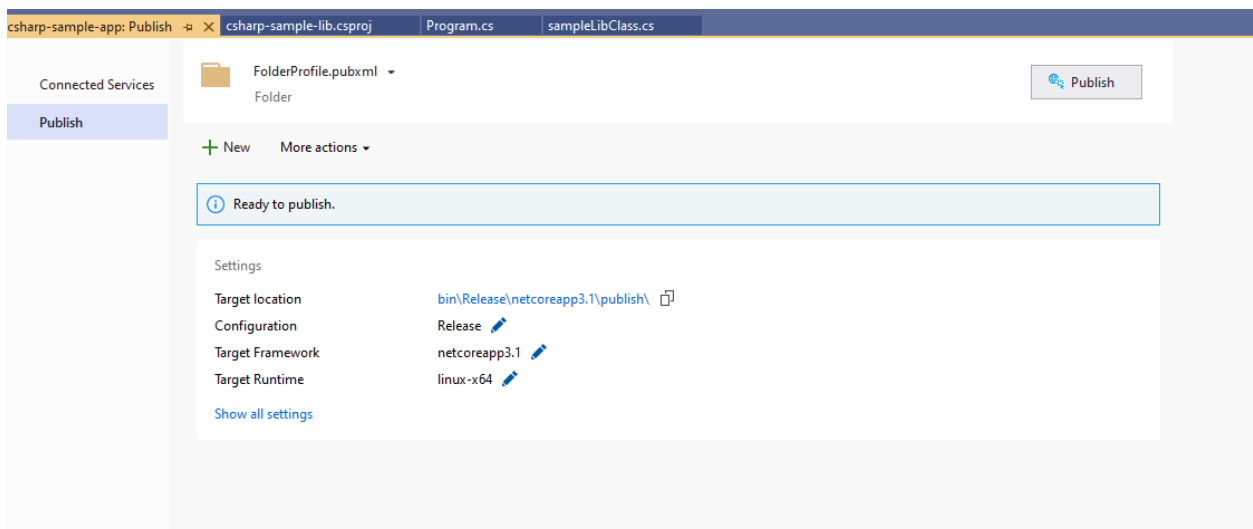 csharp-sample-app: Publish csharp-sample-lib.csproj Program.cs sampleLibClass.cs
Connected Services
Publish
FolderProfile.pubxml
Folder
Publish
New More actions
Ready to publish.
Settings
Target location bin\Release\netcoreapp3.1\publish\
Configuration Release
Target Framework netcoreapp3.1
Target Runtime linux-x64
Show all settings